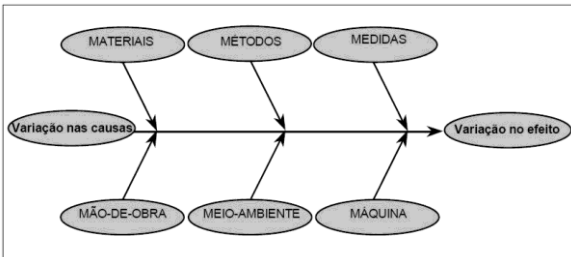 MATERIAIS
MÉTODOS
MEDIDAS
Variação nas causas
Variação no efeito
MÃO-DE-OBRA
MEIO-AMBIENTE
MÁQUINA